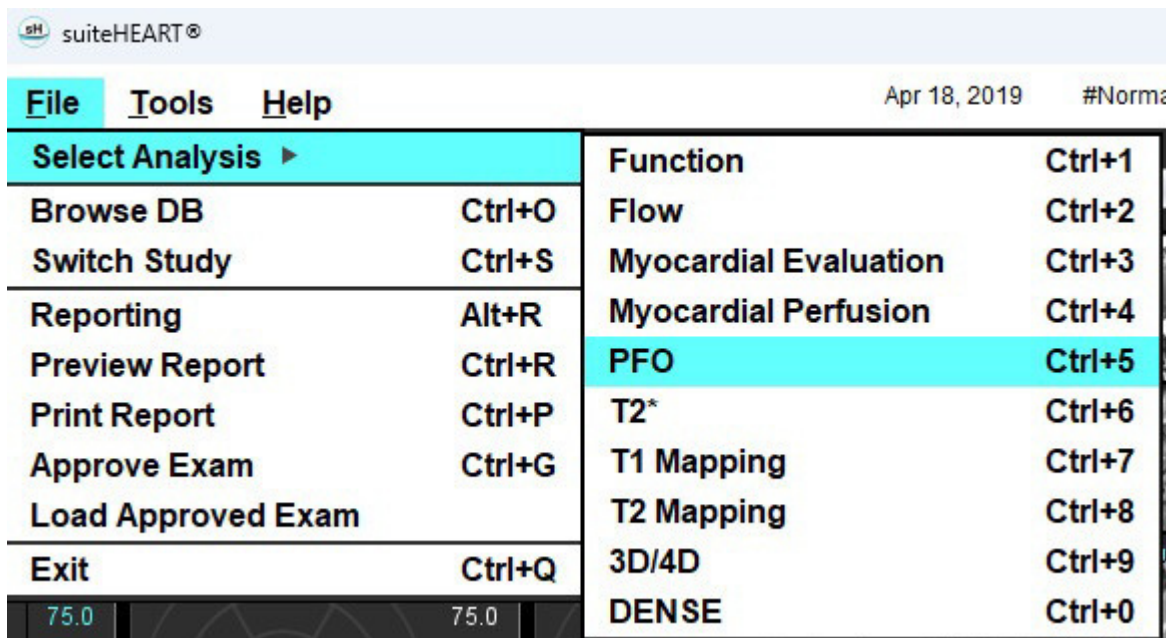 sH suiteHEART®
File Tools Help Apr 18, 2019
Select Analysis ▶
Browse DB Ctrl+O
Switch Study Ctrl+S
Reporting Alt+R
Preview Report Ctrl+R
Print Report Ctrl+P
Approve Exam Ctrl+G
Load Approved Exam
Exit Ctrl+Q
Function Ctrl+1
Flow Ctrl+2
Myocardial Evaluation Ctrl+3
Myocardial Perfusion Ctrl+4
PFO Ctrl+5
T2* Ctrl+6
T1 Mapping Ctrl+7
T2 Mapping Ctrl+8
3D/4D Ctrl+9
DENSE Ctrl+0
75.0 75.0